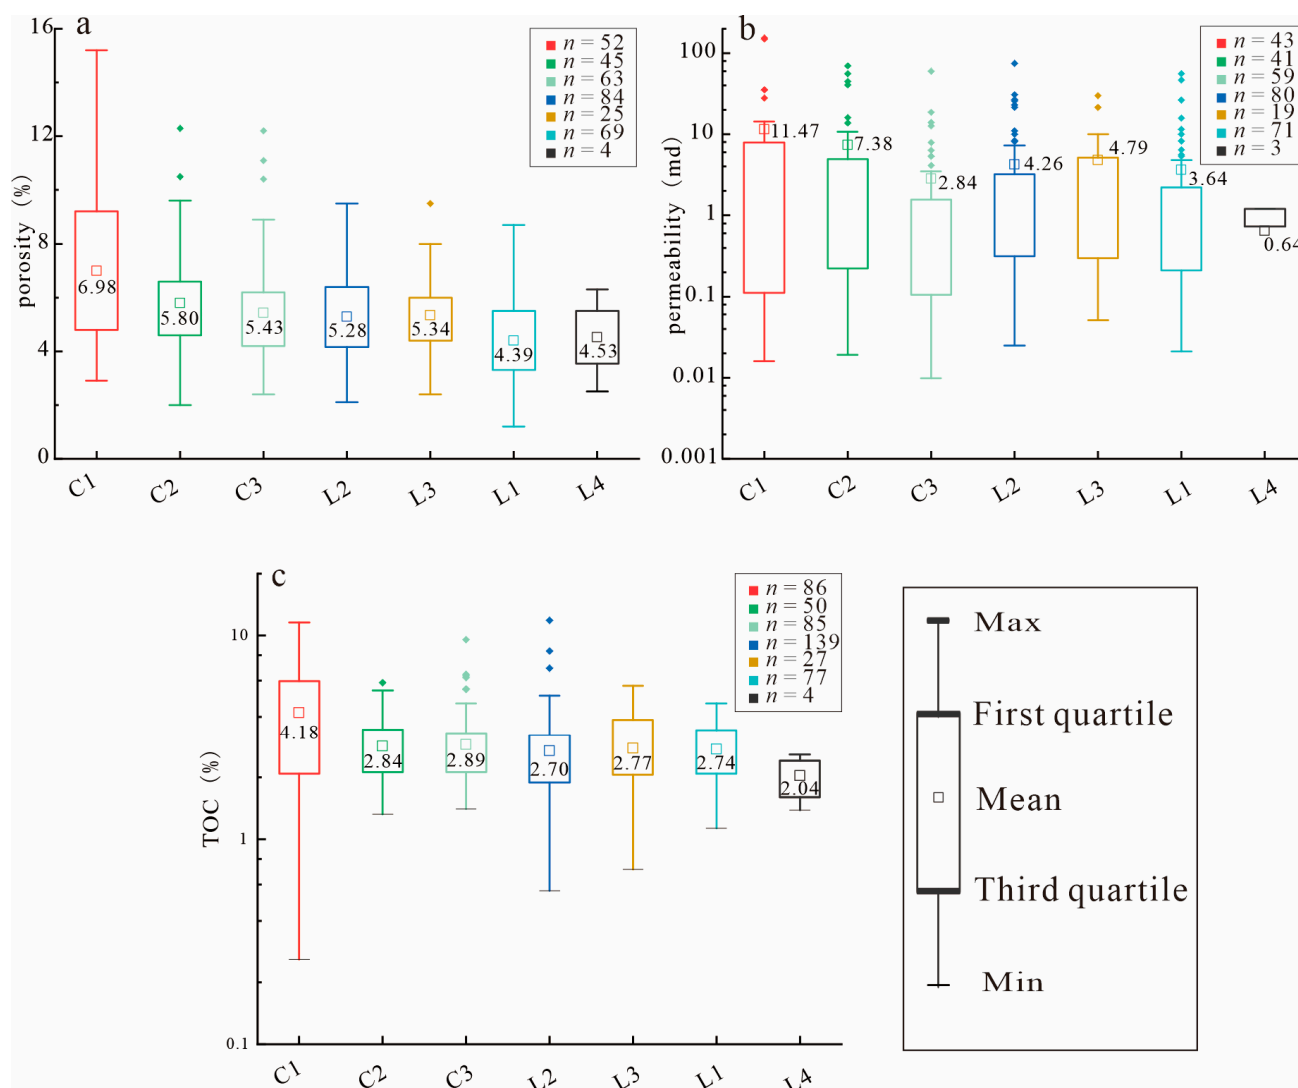 a
16
12
8
4
0
porosity (%)
n = 52
n = 45
n = 63
n = 84
n = 25
n = 69
n = 4
6.98
5.80
5.43
5.28
5.34
4.39
4.53
C1
C2
C3
L2
L3
L1
L4
b
100
10
1
0.1
0.01
0.001
permeability (md)
n = 43
n = 41
n = 59
n = 80
n = 19
n = 71
n = 3
11.47
7.38
2.84
4.26
4.79
3.64
0.64
C1
C2
C3
L2
L3
L1
L4
c
10
1
0.1
TOC (%)
n = 86
n = 50
n = 85
n = 139
n = 27
n = 77
n = 4
4.18
2.84
2.89
2.70
2.77
2.74
2.04
C1
C2
C3
L2
L3
L1
L4
Max
First quartile
Mean
Third quartile
Min